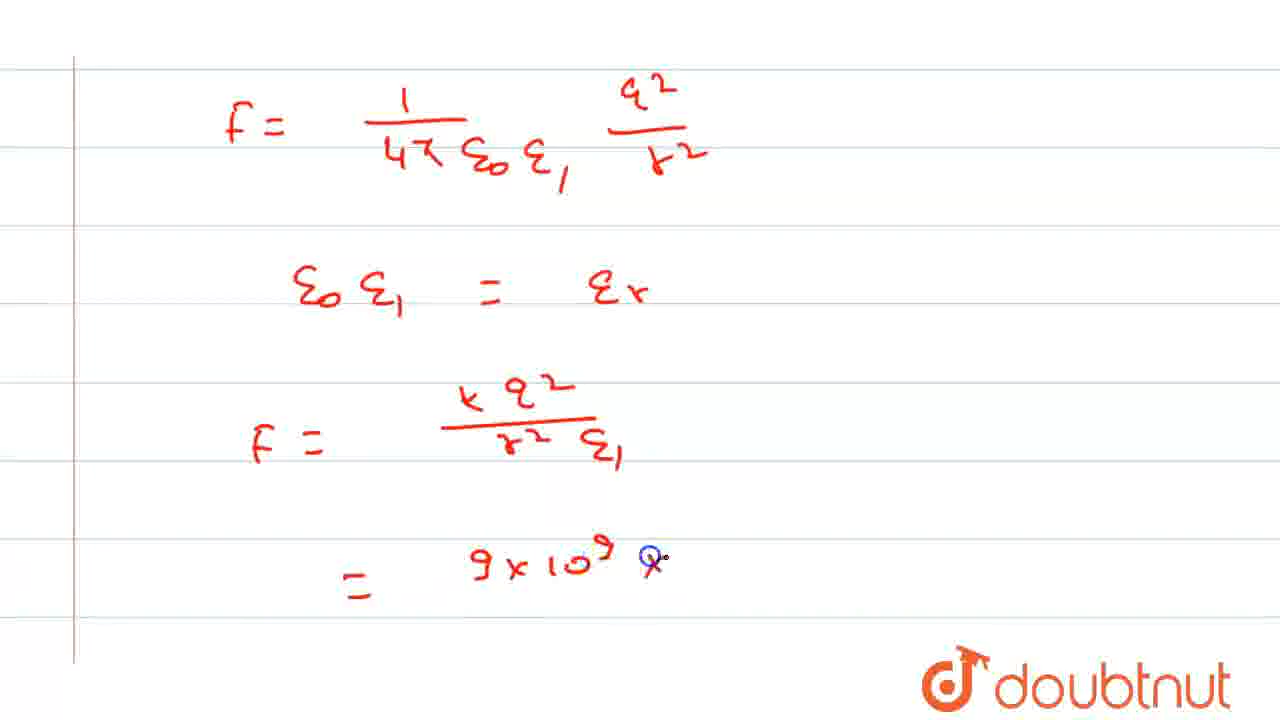 F = 1/(4π ε₀ ε₁) q²/r²
ε₀ ε₁ = εr
F = k q²/(r² ε₁)
= 9 × 10⁹ ×
doubtnut